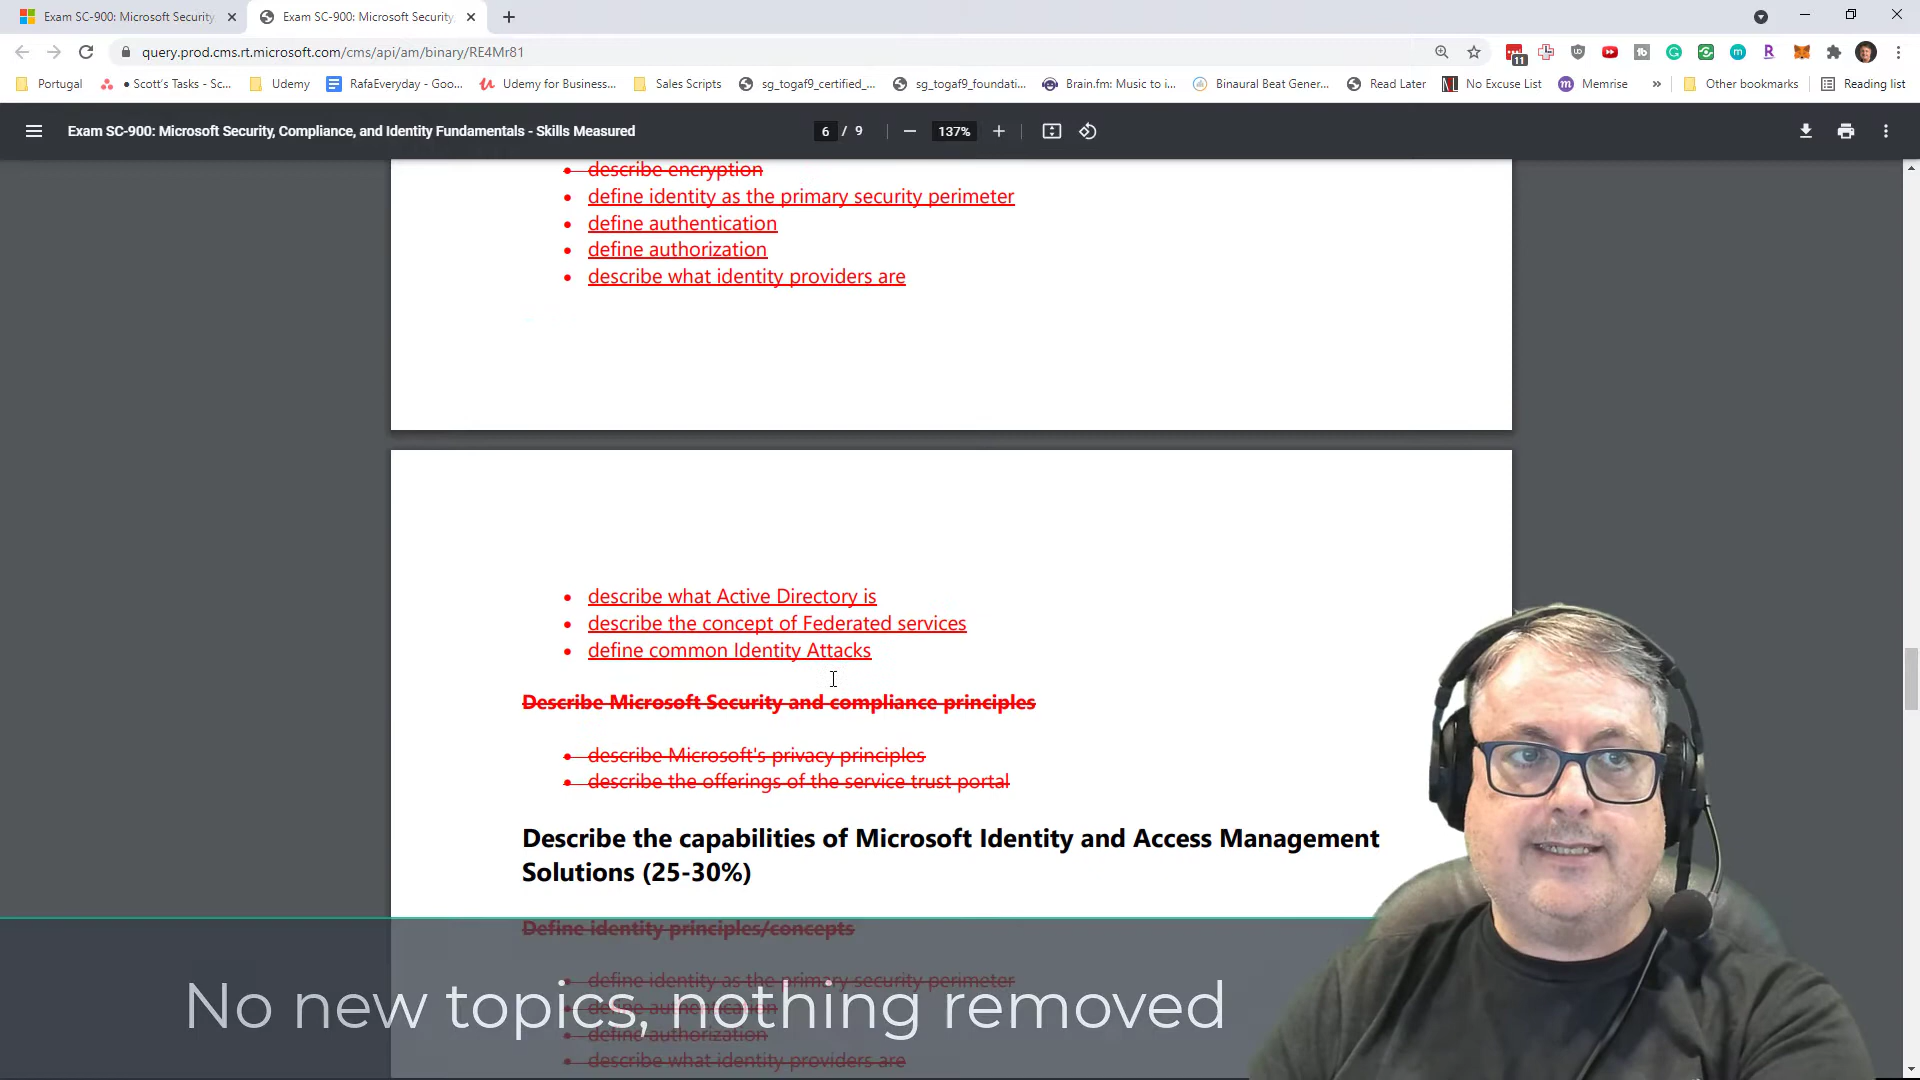 Exam SC-900: Microsoft Security
Exam SC-900: Microsoft Security,
query.prod.cms.rt.microsoft.com/cms/api/am/binary/RE4Mr81
11
Portugal
• Scott's Tasks - Sc...
Udemy
RafaEveryday - Goo...
Udemy for Business...
Sales Scripts
sg_togaf9_certified_...
sg_togaf9_foundati...
Brain.fm: Music to i...
Binaural Beat Gener...
Read Later
No Excuse List
Memrise
»
Other bookmarks
Reading list
Exam SC-900: Microsoft Security, Compliance, and Identity Fundamentals - Skills Measured
6 / 9
137%
• describe encryption
• define identity as the primary security perimeter
• define authentication
• define authorization
• describe what identity providers are
• describe what Active Directory is
• describe the concept of Federated services
• define common Identity Attacks
Describe Microsoft Security and compliance principles
• describe Microsoft's privacy principles
• describe the offerings of the service trust portal
Describe the capabilities of Microsoft Identity and Access Management
Solutions (25-30%)
Define identity principles/concepts
• define identity as the primary security perimeter
• define authentication
• define authorization
• describe what identity providers are
No new topics, nothing removed